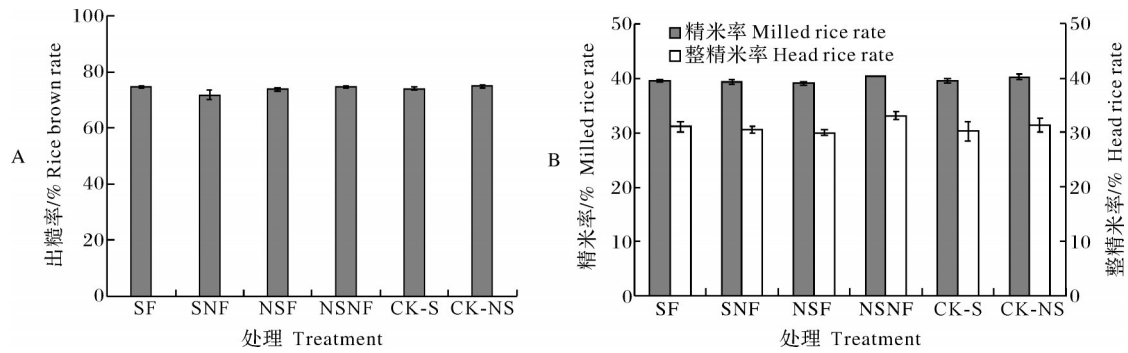 A
出糙率/% Rice brown rate
100
80
60
40
20
0
SF SNF NSF NSNF CK-S CK-NS
处理 Treatment
B
精米率/% Milled rice rate
50
40
30
20
10
0
精米率 Milled rice rate
整精米率 Head rice rate
50
40
30
20
10
0
整精米率/% Head rice rate
SF SNF NSF NSNF CK-S CK-NS
处理 Treatment